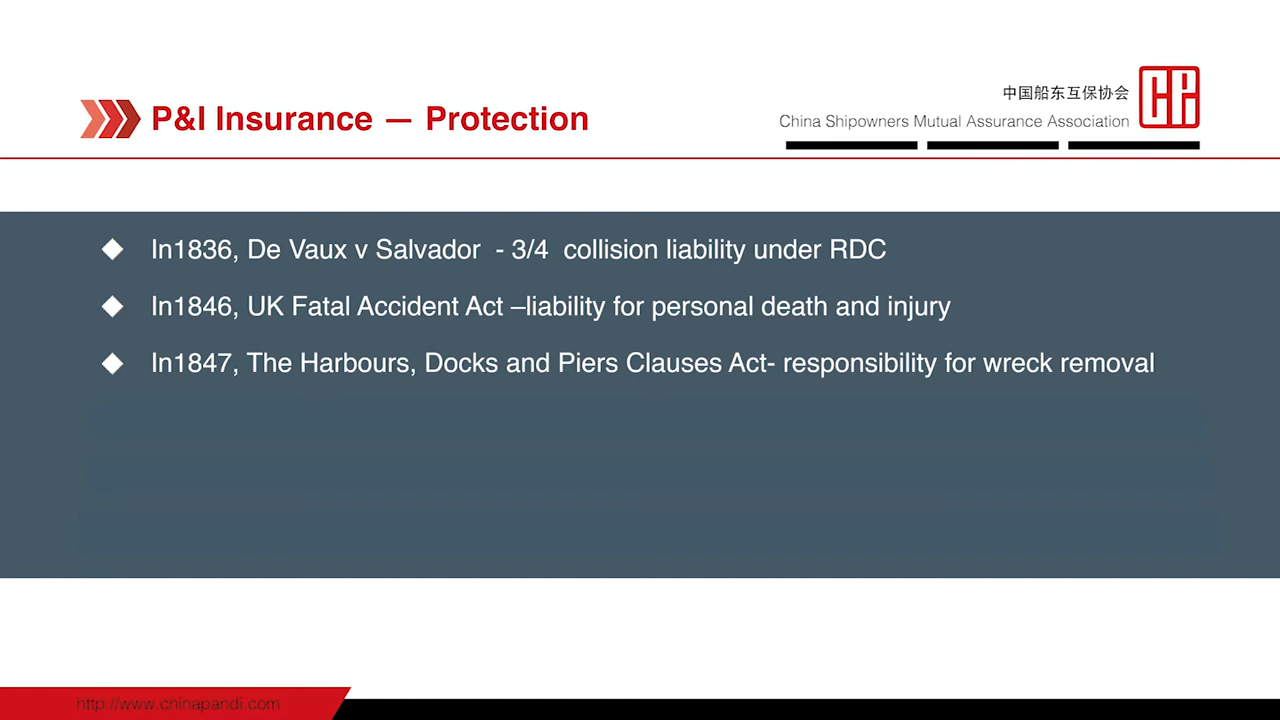 P&I Insurance — Protection
中国船东互保协会
China Shipowners Mutual Assurance Association
CPI
In1836, De Vaux v Salvador - 3/4 collision liability under RDC
In1846, UK Fatal Accident Act –liability for personal death and injury
In1847, The Harbours, Docks and Piers Clauses Act- responsibility for wreck removal
http://www.chinapandi.com